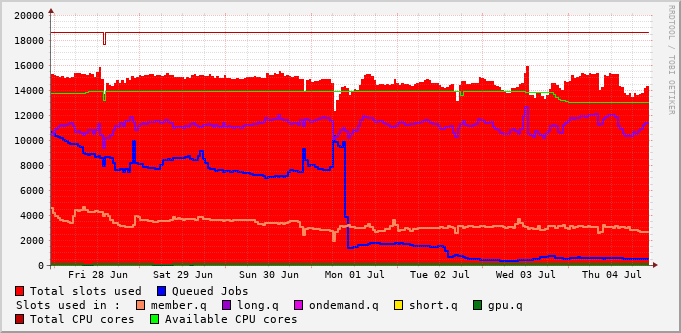 20000
18000
16000
14000
12000
10000
8000
6000
4000
2000
0
Fri 28 Jun Sat 29 Jun Sun 30 Jun Mon 01 Jul Tue 02 Jul Wed 03 Jul Thu 04 Jul
Total slots used Queued Jobs
Slots used in : member.q long.q ondemand.q short.q gpu.q
Total CPU cores Available CPU cores
RRDTOOL / TOBI OETIKER